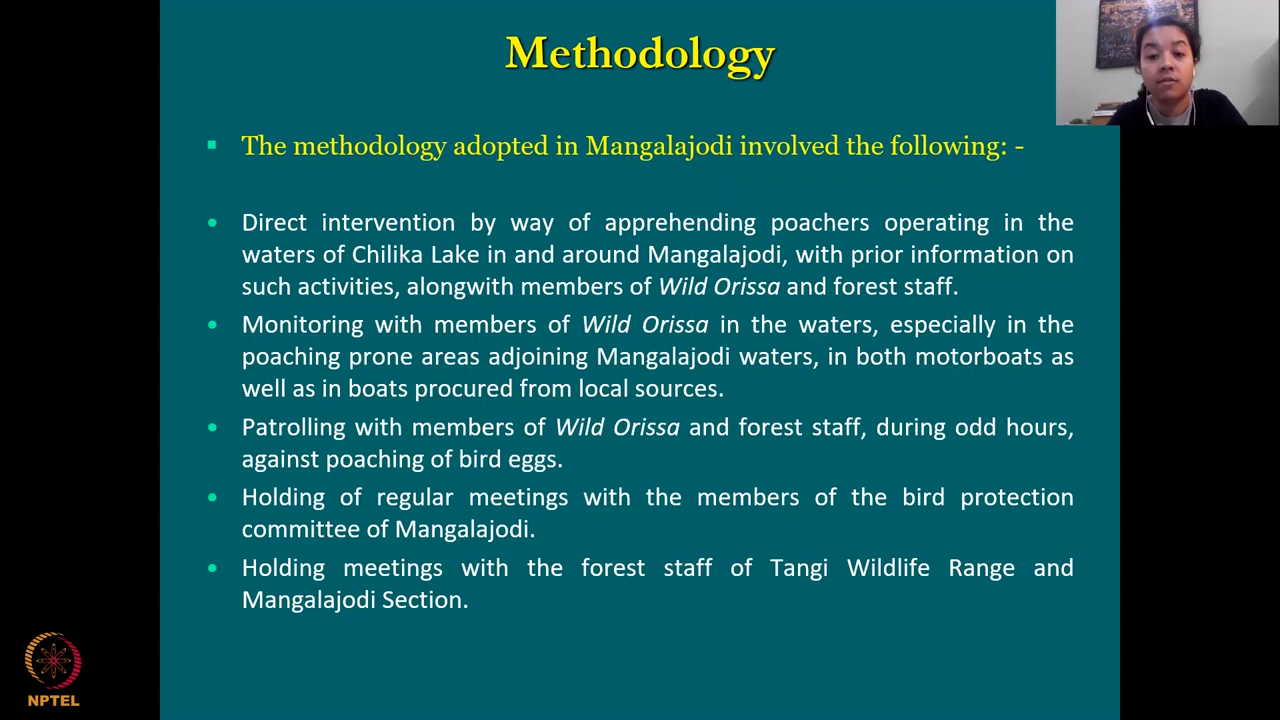 Methodology
The methodology adopted in Mangalajodi involved the following: -
Direct intervention by way of apprehending poachers operating in the
waters of Chilika Lake in and around Mangalajodi, with prior information on
such activities, alongwith members of Wild Orissa and forest staff.
Monitoring with members of Wild Orissa in the waters, especially in the
poaching prone areas adjoining Mangalajodi waters, in both motorboats as
well as in boats procured from local sources.
Patrolling with members of Wild Orissa and forest staff, during odd hours,
against poaching of bird eggs.
Holding of regular meetings with the members of the bird protection
committee of Mangalajodi.
Holding meetings with the forest staff of Tangi Wildlife Range and
Mangalajodi Section.
NPTEL